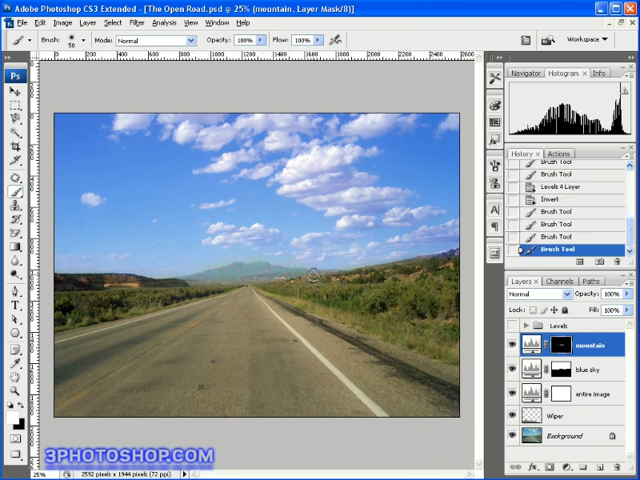 Adobe Photoshop CS3 Extended - [The Open Road.psd @ 25% (mountain, Layer Mask/8)]
File Edit Image Layer Select Filter Analysis View Window Help
Brush: 50 Mode: Normal Opacity: 100% Flow: 100% Workspace
Ps
Navigator Histogram Info
History Actions
Brush Tool
Brush Tool
Levels 4 Layer
Invert
Brush Tool
Brush Tool
Brush Tool
Brush Tool
Layers Channels Paths
Normal Opacity: 100%
Lock: Fill: 100%
Levels
mountain
blue sky
entire image
Wiper
Background
3PHOTOSHOP.COM
25% 2592 pixels x 1944 pixels (72 ppi)